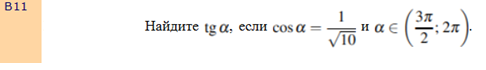 B11
Найдите tg α, если cos α = 1/√10 и α ∈ (3π/2; 2π).